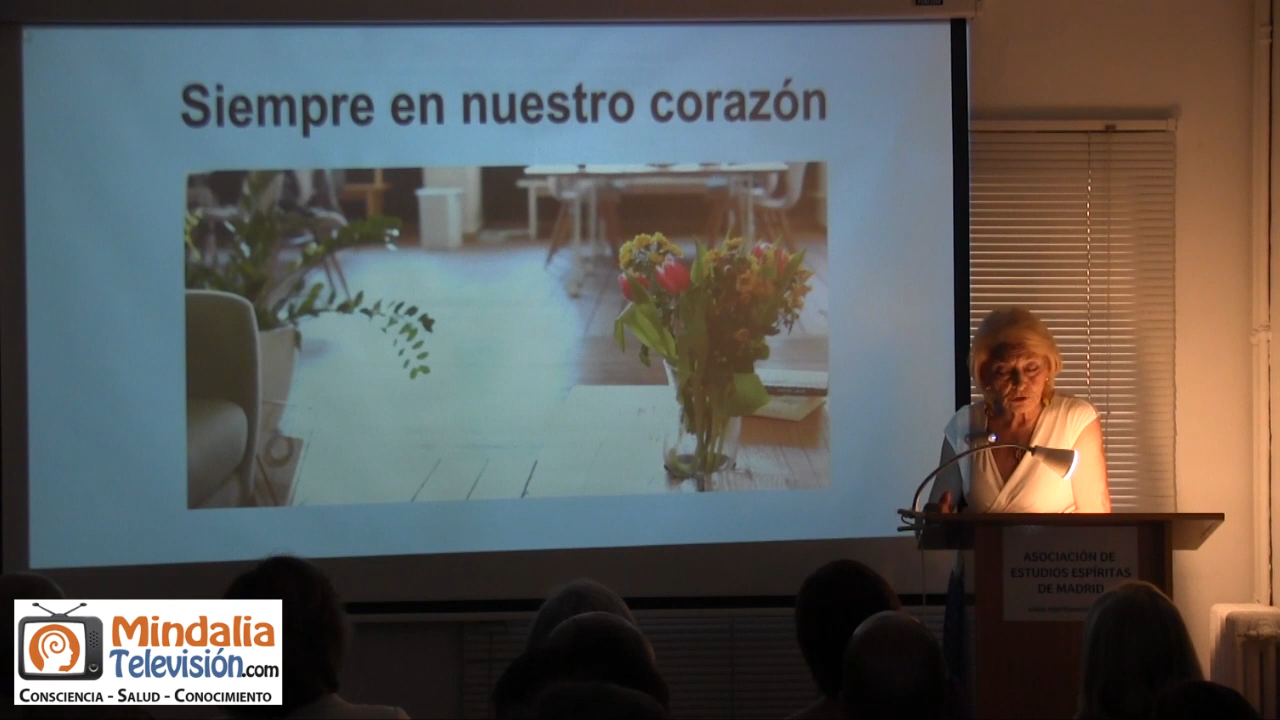 Siempre en nuestro corazón
ASOCIACIÓN DE
ESTUDIOS ESPÍRITAS
DE MADRID
Mindalia
Televisión.com
CONSCIENCIA - SALUD - CONOCIMIENTO